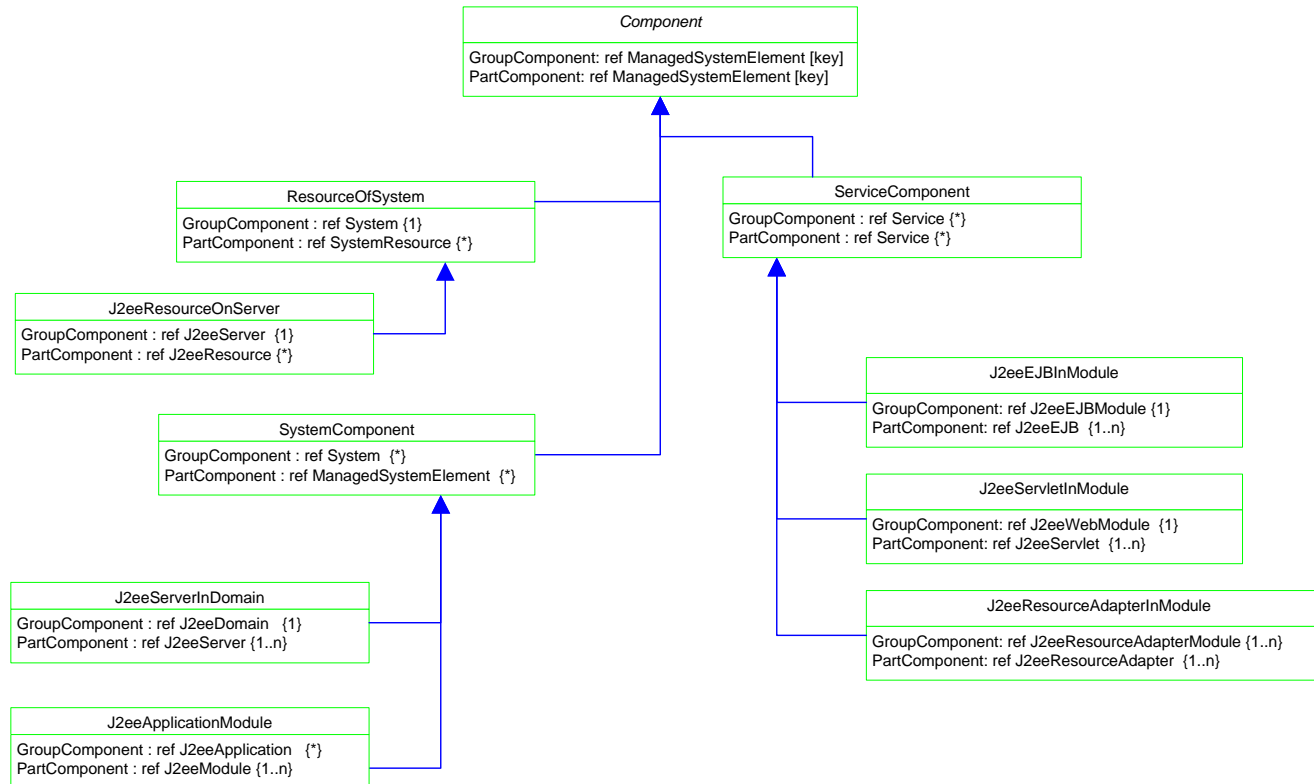 Component
GroupComponent: ref ManagedSystemElement [key]
PartComponent: ref ManagedSystemElement [key]
ResourceOfSystem
GroupComponent : ref System {1}
PartComponent : ref SystemResource {*}
ServiceComponent
GroupComponent : ref Service {*}
PartComponent : ref Service {*}
J2eeResourceOnServer
GroupComponent : ref J2eeServer {1}
PartComponent : ref J2eeResource {*}
J2eeEJBInModule
GroupComponent: ref J2eeEJBModule {1}
PartComponent: ref J2eeEJB {1..n}
SystemComponent
GroupComponent : ref System {*}
PartComponent : ref ManagedSystemElement {*}
J2eeServletInModule
GroupComponent: ref J2eeWebModule {1}
PartComponent: ref J2eeServlet {1..n}
J2eeServerInDomain
GroupComponent : ref J2eeDomain {1}
PartComponent : ref J2eeServer {1..n}
J2eeResourceAdapterInModule
GroupComponent: ref J2eeResourceAdapterModule {1..n}
PartComponent: ref J2eeResourceAdapter {1..n}
J2eeApplicationModule
GroupComponent : ref J2eeApplication {*}
PartComponent : ref J2eeModule {1..n}